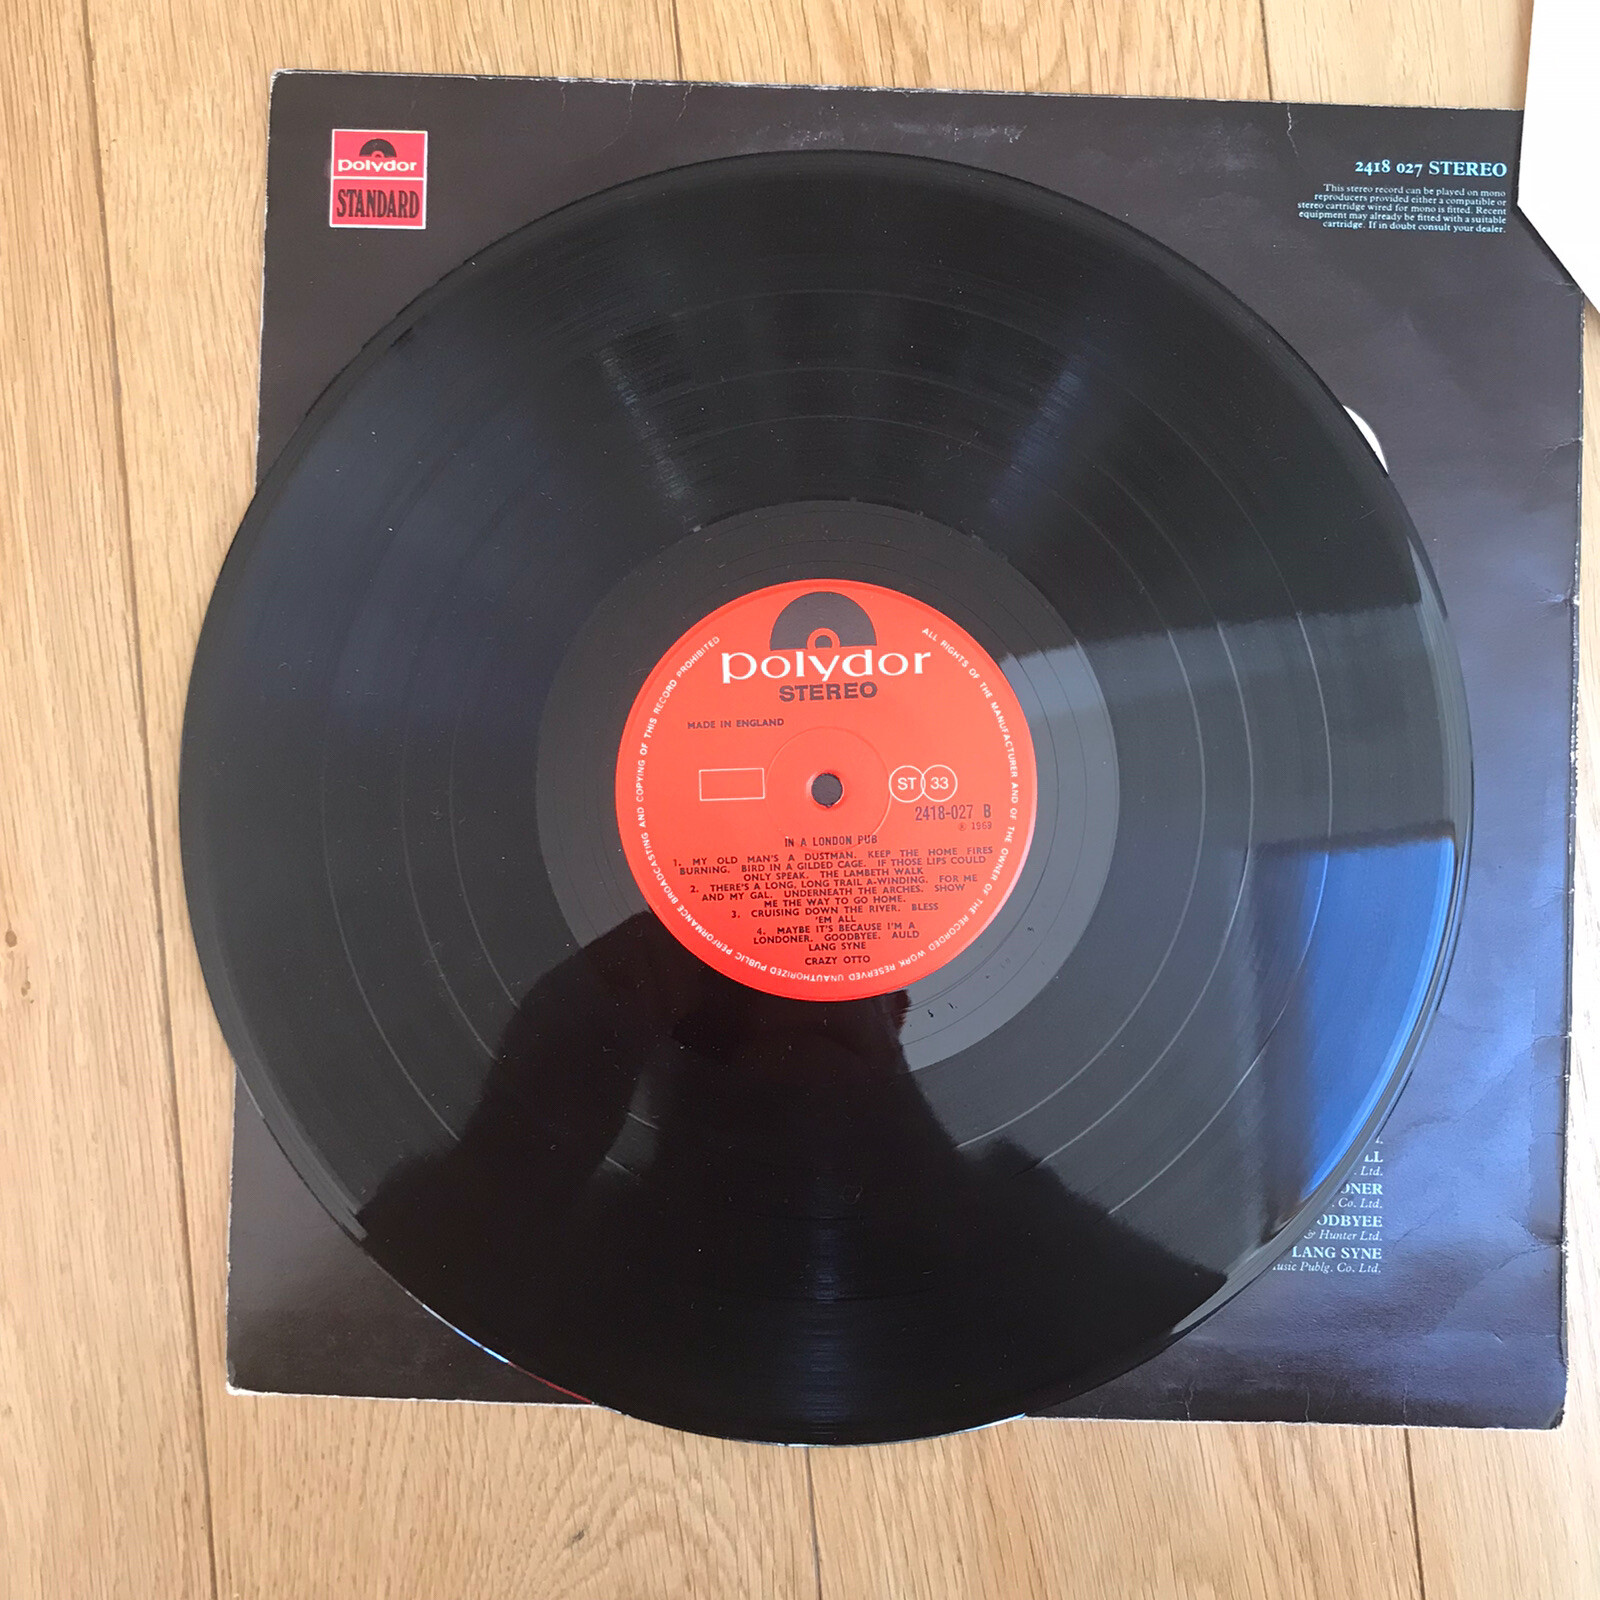 polydor
STANDARD
2418 027 STEREO
This stereo record can be played on mono
reproducers provided either a compatible or
stereo cartridge wired for mono is fitted. Recent
equipment may already be fitted with a suitable
cartridge. If in doubt consult your dealer.
polydor
STEREO
MADE IN ENGLAND
ST 33
2418-027 B
℗ 1969
IN A LONDON PUB
1. MY OLD MAN'S A DUSTMAN. KEEP THE HOME FIRES
BURNING. BIRD IN A GILDED CAGE. IF THOSE LIPS COULD
ONLY SPEAK. THE LAMBETH WALK
2. THERE'S A LONG, LONG TRAIL A-WINDING. FOR ME
AND MY GAL. UNDERNEATH THE ARCHES. SHOW
ME THE WAY TO GO HOME.
3. CRUISING DOWN THE RIVER. BLESS
'EM ALL
4. MAYBE IT'S BECAUSE I'M A
LONDONER. GOODBYEE. AULD
LANG SYNE
CRAZY OTTO
ALL RIGHTS OF THE MANUFACTURER AND OF THE OWNER OF THE RECORDED WORK RESERVED UNAUTHORIZED PUBLIC PERFORMANCE BROADCASTING AND COPYING OF THIS RECORD PROHIBITED
LL
. Ltd.
ONER
. Co. Ltd.
ODBYEE
& Hunter Ltd.
LANG SYNE
usic Publg. Co. Ltd.